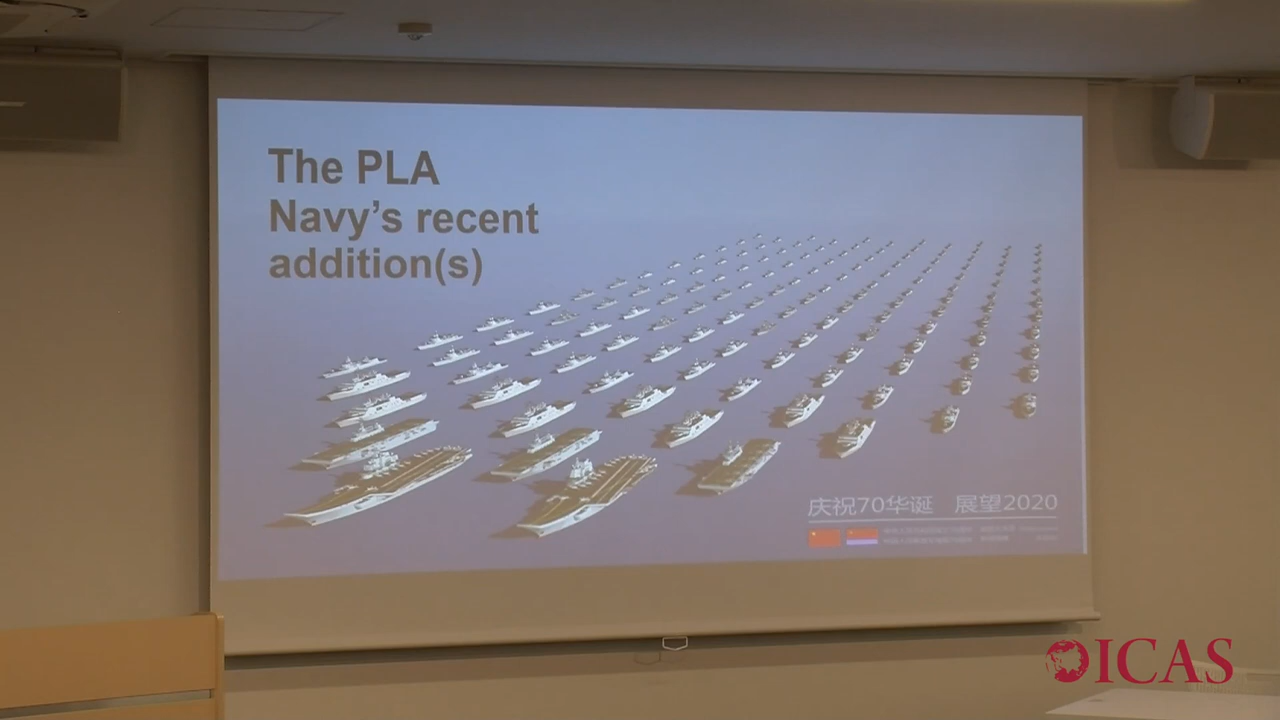 The PLA
Navy's recent
addition(s)
庆祝70华诞 展望2020
ICAS